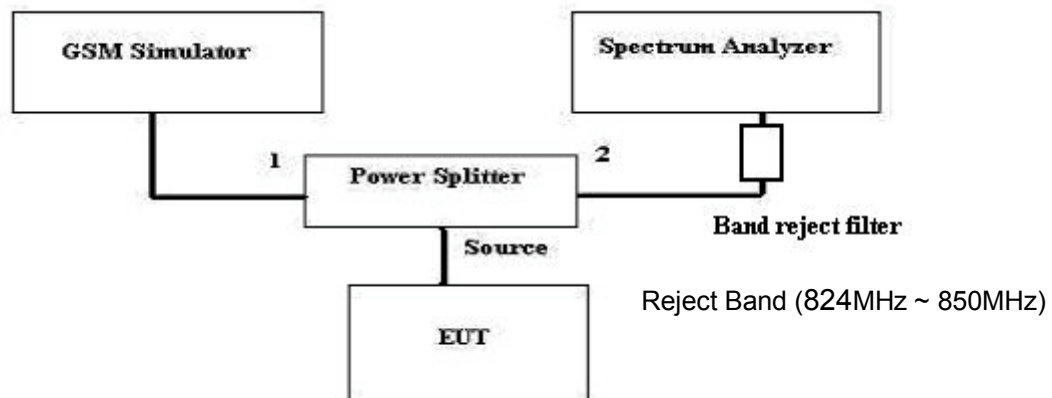 GSM Simulator
Spectrum Analyzer
1
2
Power Splitter
Band reject filter
Source
Reject Band (824MHz ~ 850MHz)
EUT